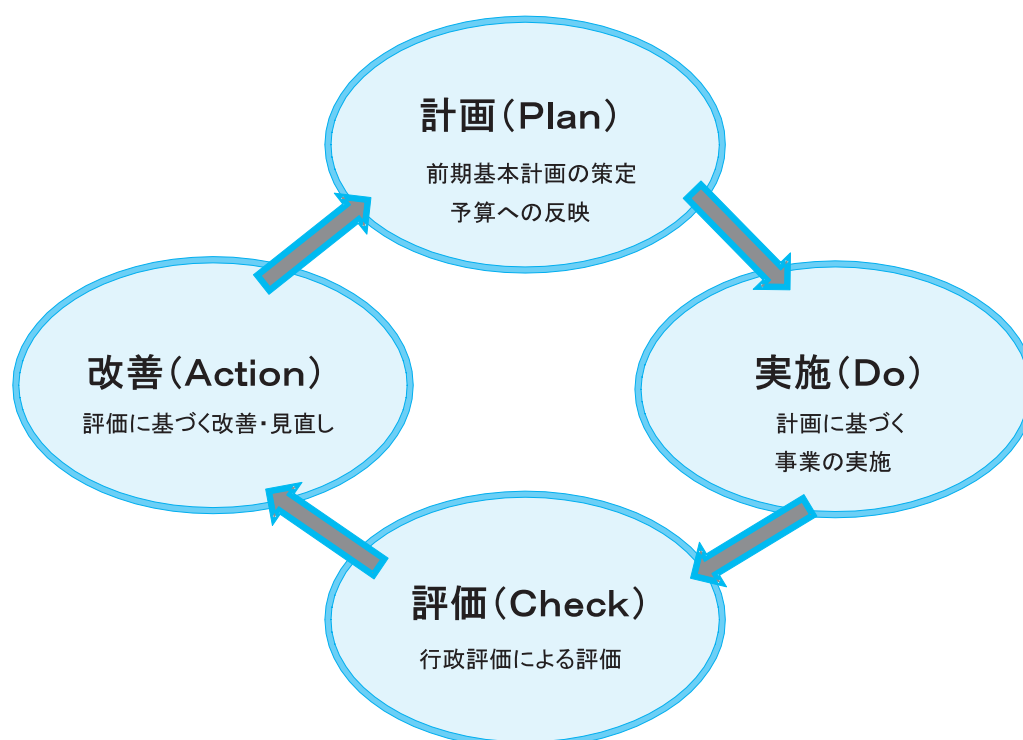 計画(Plan)
前期基本計画の策定
予算への反映
改善(Action)
評価に基づく改善・見直し
実施(Do)
計画に基づく
事業の実施
評価(Check)
行政評価による評価